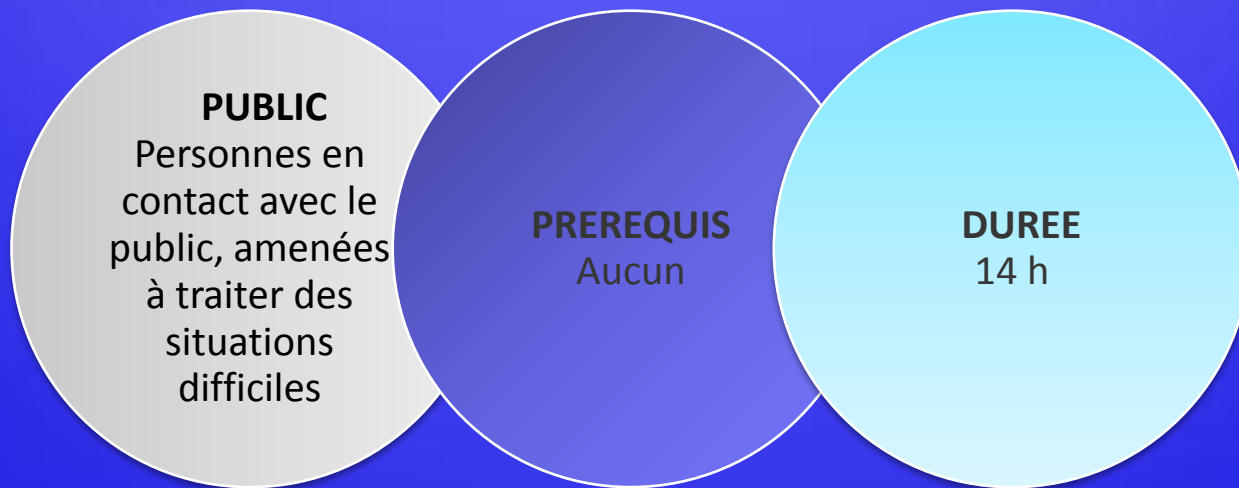 PUBLIC
Personnes en
contact avec le
public, amenées
à traiter des
situations
difficiles
PREREQUIS
Aucun
DUREE
14 h